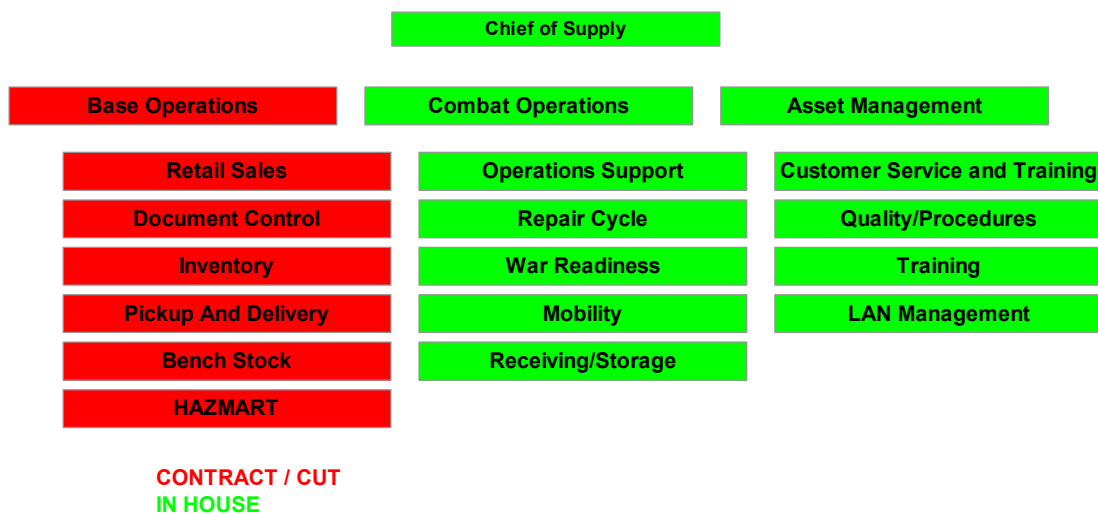 Chief of Supply
Base Operations
Combat Operations
Asset Management
Retail Sales
Operations Support
Customer Service and Training
Document Control
Repair Cycle
Quality/Procedures
Inventory
War Readiness
Training
Pickup And Delivery
Mobility
LAN Management
Bench Stock
Receiving/Storage
HAZMART
CONTRACT / CUT
IN HOUSE